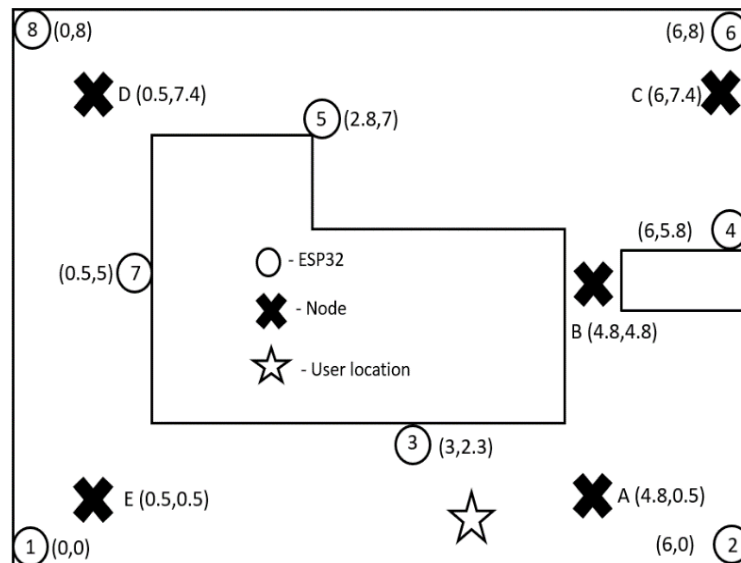 8 (0,8)
(6,8) 6
D (0.5,7.4)
C (6,7.4)
5 (2.8,7)
(6,5.8) 4
(0.5,5) 7
- ESP32
- Node
B (4.8,4.8)
- User location
3 (3,2.3)
E (0.5,0.5)
A (4.8,0.5)
1 (0,0)
(6,0) 2